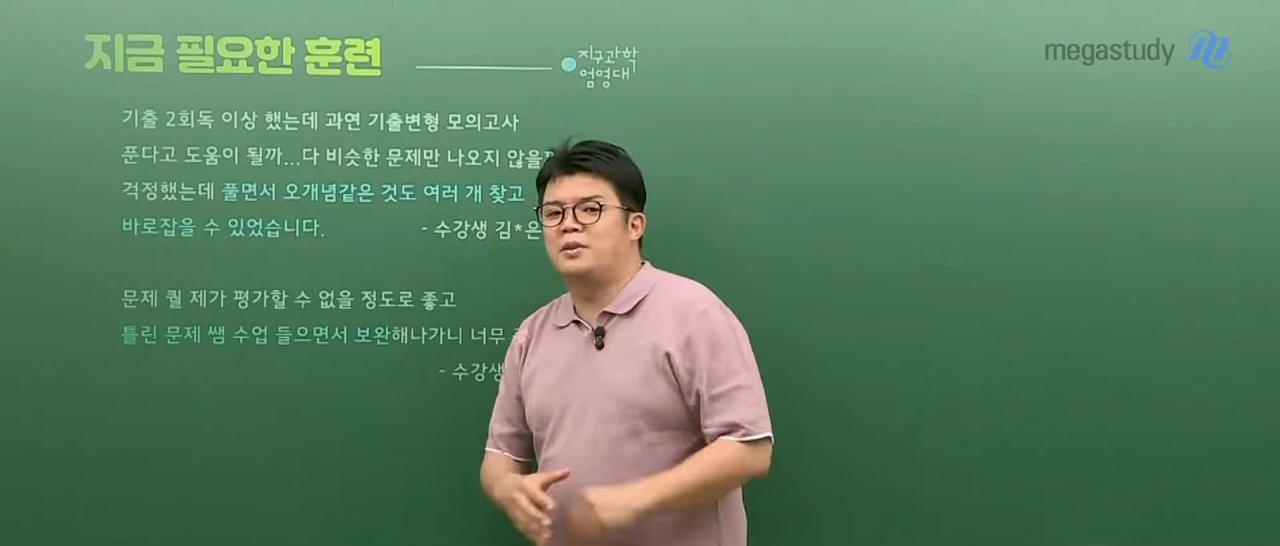 지금 필요한 훈련
지구과학
엄영대
megastudy
기출 2회독 이상 했는데 과연 기출변형 모의고사
푼다고 도움이 될까...다 비슷한 문제만 나오지 않을까
걱정했는데 풀면서 오개념같은 것도 여러 개 찾고
바로잡을 수 있었습니다.
- 수강생 김*은
문제 퀄 제가 평가할 수 없을 정도로 좋고
틀린 문제 쌤 수업 들으면서 보완해나가니 너무
- 수강생